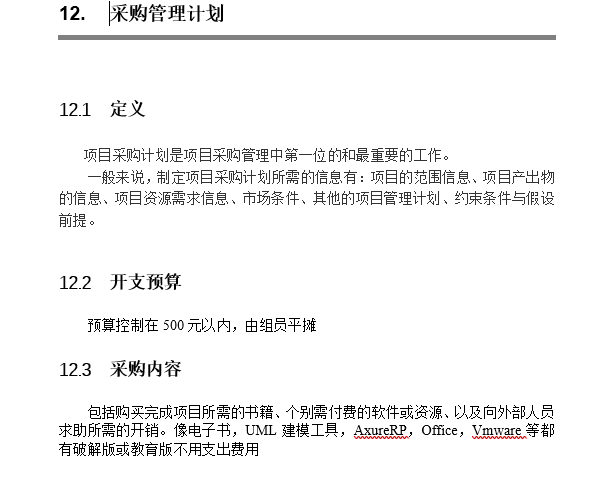 12. 采购管理计划
12.1 定义
项目采购计划是项目采购管理中第一位的和最重要的工作。
一般来说，制定项目采购计划所需的信息有：项目的范围信息、项目产出物
的信息、项目资源需求信息、市场条件、其他的项目管理计划、约束条件与假设
前提。
12.2 开支预算
预算控制在 500 元以内，由组员平摊
12.3 采购内容
包括购买完成项目所需的书籍、个别需付费的软件或资源、以及向外部人员
求助所需的开销。像电子书，UML 建模工具，AxureRP，Office，Vmware 等都
有破解版或教育版不用支出费用